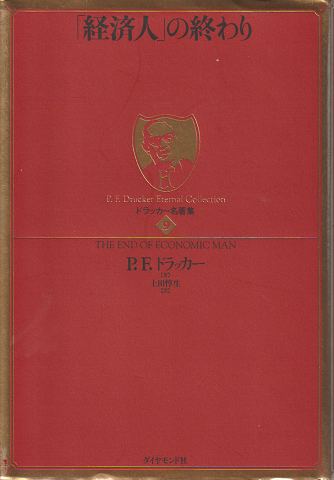 「経済人」の終わり
P. F. Drucker Eternal Collection
ドラッカー名著集
9
THE END OF ECONOMIC MAN
P.F.ドラッカー
[著]
上田惇生
[訳]
ダイヤモンド社